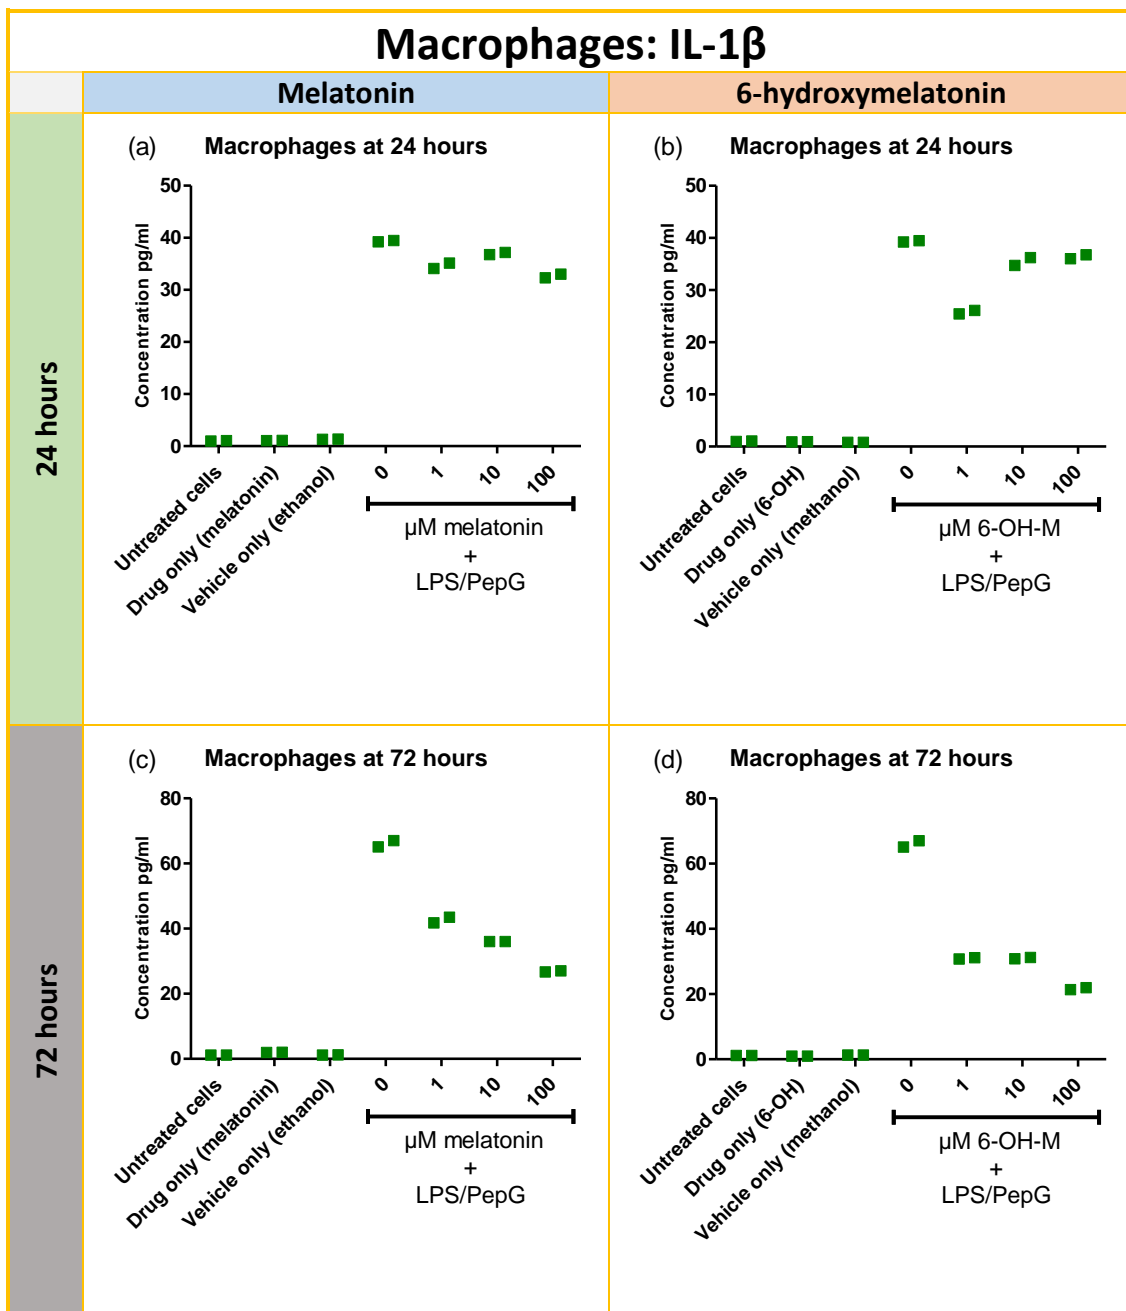 Macrophages: IL-1β
Melatonin
6-hydroxymelatonin
24 hours
(a) Macrophages at 24 hours
Concentration pg/ml
50
40
30
20
10
0
Untreated cells
Drug only (melatonin)
Vehicle only (ethanol)
0
1
10
100
µM melatonin
+
LPS/PepG
(b) Macrophages at 24 hours
Concentration pg/ml
50
40
30
20
10
0
Untreated cells
Drug only (6-OH)
Vehicle only (methanol)
0
1
10
100
µM 6-OH-M
+
LPS/PepG
72 hours
(c) Macrophages at 72 hours
Concentration pg/ml
80
60
40
20
0
Untreated cells
Drug only (melatonin)
Vehicle only (ethanol)
0
1
10
100
µM melatonin
+
LPS/PepG
(d) Macrophages at 72 hours
Concentration pg/ml
80
60
40
20
0
Untreated cells
Drug only (6-OH)
Vehicle only (methanol)
0
1
10
100
µM 6-OH-M
+
LPS/PepG